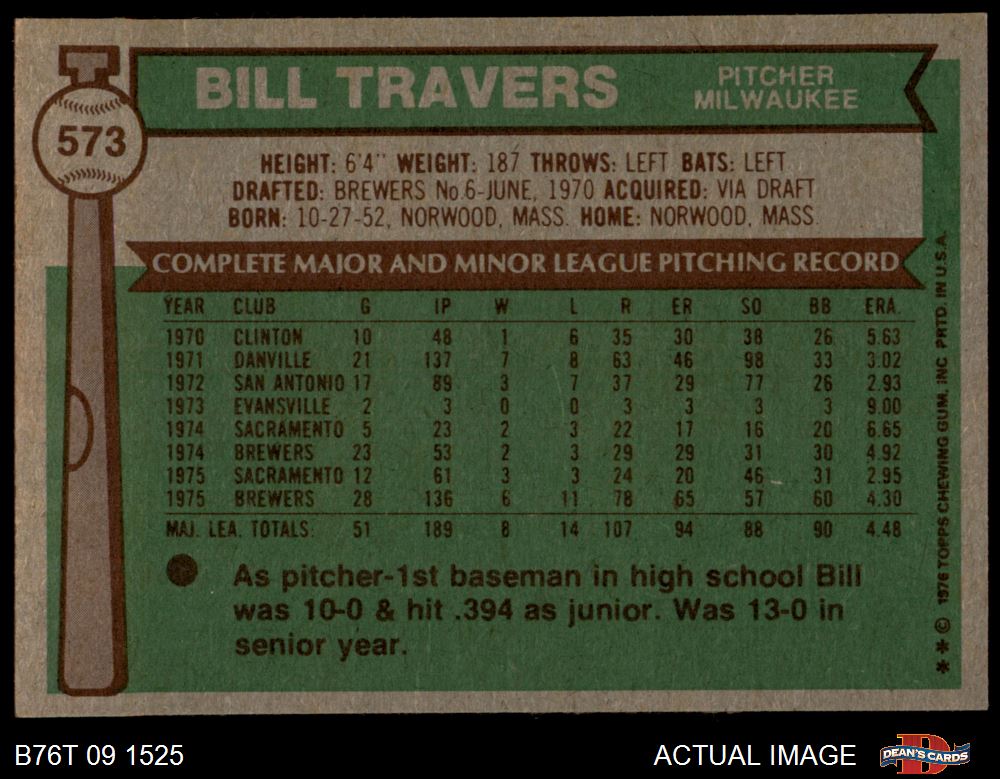 573
BILL TRAVERS
PITCHER
MILWAUKEE
HEIGHT: 6'4" WEIGHT: 187 THROWS: LEFT BATS: LEFT
DRAFTED: BREWERS No.6-JUNE, 1970 ACQUIRED: VIA DRAFT
BORN: 10-27-52, NORWOOD, MASS. HOME: NORWOOD, MASS.
COMPLETE MAJOR AND MINOR LEAGUE PITCHING RECORD
YEAR CLUB G IP W L R ER SO BB ERA.
1970 CLINTON 10 48 1 6 35 30 38 26 5.63
1971 DANVILLE 21 137 7 8 63 46 98 33 3.02
1972 SAN ANTONIO 17 89 3 7 37 29 77 26 2.93
1973 EVANSVILLE 2 3 0 0 3 3 3 3 9.00
1974 SACRAMENTO 5 23 2 3 22 17 16 20 6.65
1974 BREWERS 23 53 2 3 29 29 31 30 4.92
1975 SACRAMENTO 12 61 3 3 24 20 46 31 2.95
1975 BREWERS 28 136 6 11 78 65 57 60 4.30
MAJ. LEA. TOTALS: 51 189 8 14 107 94 88 90 4.48
As pitcher-1st baseman in high school Bill
was 10-0 & hit .394 as junior. Was 13-0 in
senior year.
** © 1976 TOPPS CHEWING GUM, INC. PRTD. IN U.S.A.
B76T 09 1525
ACTUAL IMAGE
D
DEAN'S CARDS